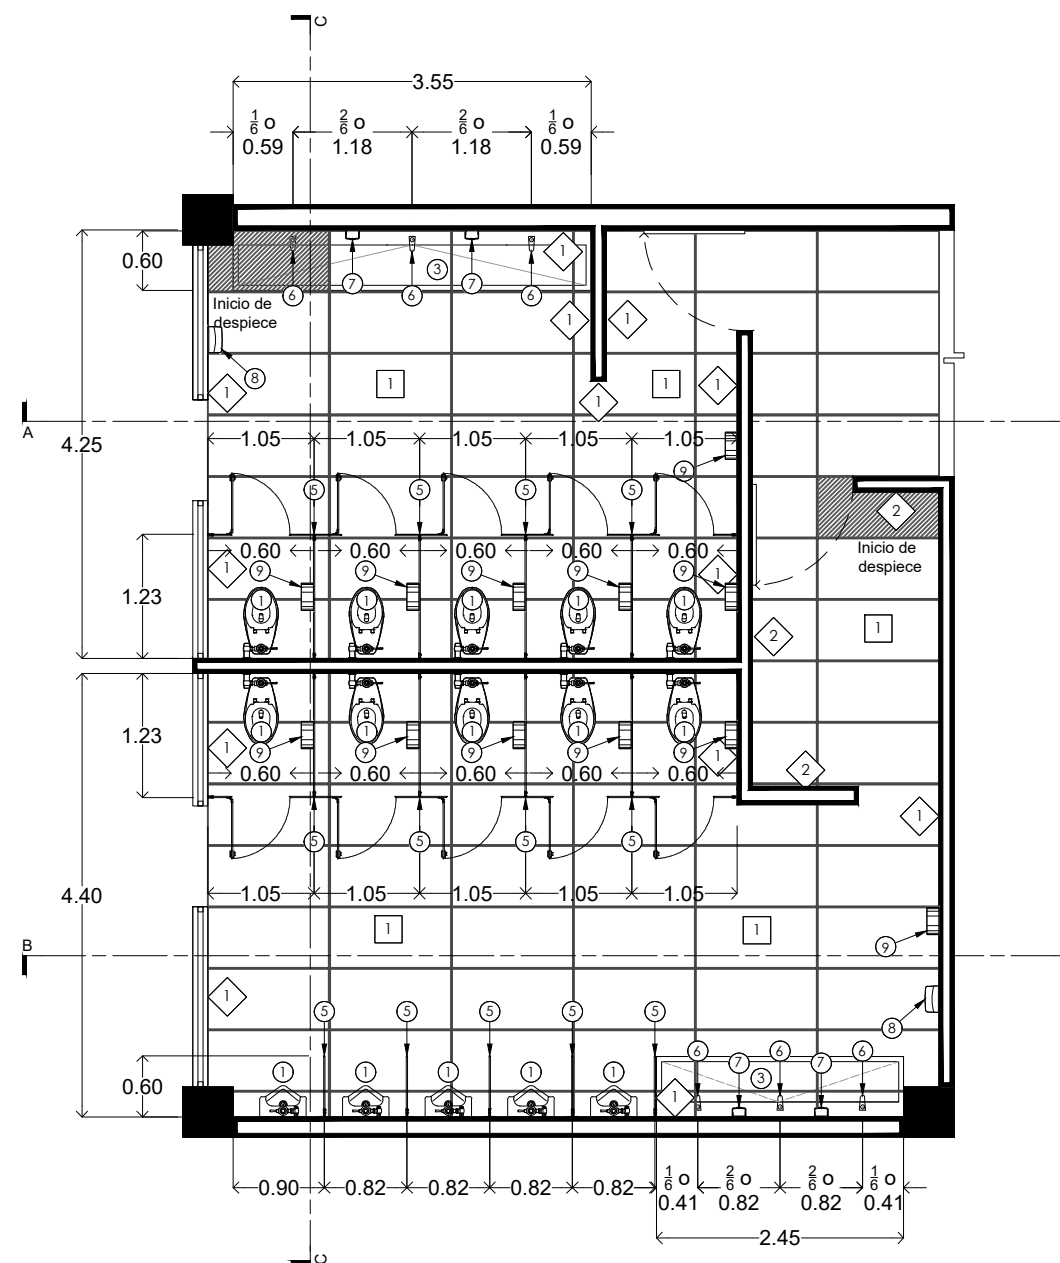 C
3.55
1/6 o 2/6 o 2/6 o 1/6 o
0.59 1.18 1.18 0.59
0.60
1
3
6 7 6 7 6
Inicio de
despiece
1 1
8
1 1 1 1
1
A
4.25
1.05 1.05 1.05 1.05 1.05
9
5 5 5 5
2
Inicio de
despiece
0.60 0.60 0.60 0.60 0.60
1 9 9 9 9 9 1
1.23
1 1 1 1 1
1
2
1.23
1 1 1 1 1
1 9 9 9 9 9 1
0.60 0.60 0.60 0.60 0.60
2
1
5 5 5 5
4.40
1.05 1.05 1.05 1.05 1.05
1 1
9
B
1
5 5 5 5 5
8
6 6 6
7 3 7
0.60
1 1 1 1 1
1
0.90 0.82 0.82 0.82 0.82
1/6 o 2/6 o 2/6 o 1/6 o
0.41 0.82 0.82 0.41
2.45
C